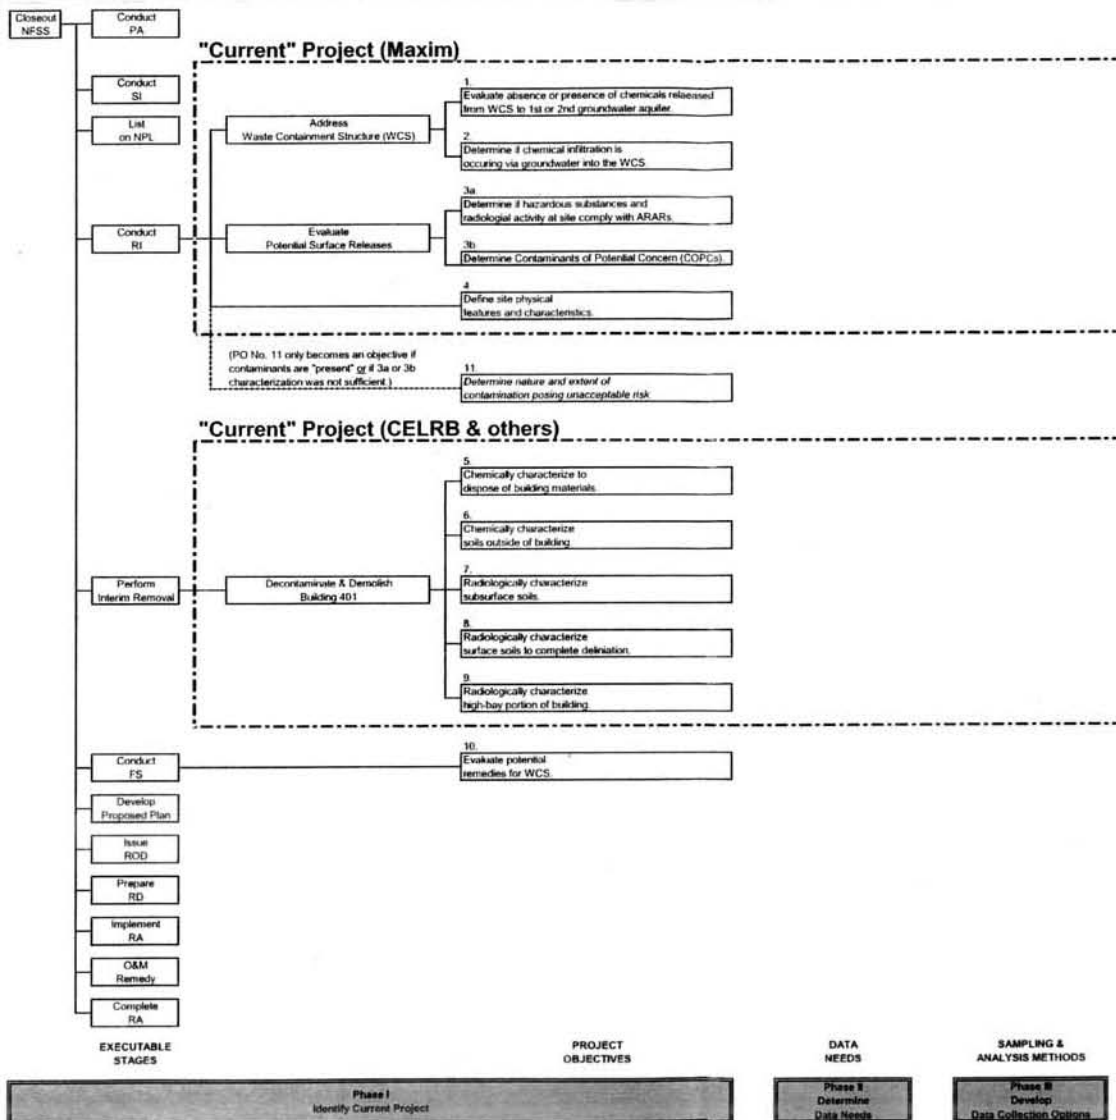 Closeout
NFSS
Conduct
PA
"Current" Project (Maxim)
Conduct
SI
List
on NPL
Address
Waste Containment Structure (WCS)
1.
Evaluate absence or presence of chemicals relaeased
from WCS to 1st or 2nd groundwater aquifer.
2.
Determine if chemical infiltration is
occuring via groundwater into the WCS
Conduct
RI
Evaluate
Potential Surface Releases
3a
Determine if hazardous substances and
radiologial activity at site comply with ARARs.
3b
Determine Contaminants of Potential Concern (COPCs).
4
Define site physical
features and characteristics.
(PO No. 11 only becomes an objective if
contaminants are "present" or if 3a or 3b
characterization was not sufficient.)
11.
Determine nature and extent of
contamination posing unacceptable risk
"Current" Project (CELRB & others)
5.
Chemically characterize to
dispose of building materials.
6.
Chemically characterize
soils outside of building.
Perform
Interim Removal
Decontaminate & Demolish
Building 401
7.
Radiologically characterize
subsurface soils.
8.
Radiologically characterize
surface soils to complete deliniation.
9.
Radiologically characterize
high-bay portion of building.
Conduct
FS
10.
Evaluate potential
remedies for WCS.
Develop
Proposed Plan
Issue
ROD
Prepare
RD
Implement
RA
O&M
Remedy
Complete
RA
EXECUTABLE
STAGES
PROJECT
OBJECTIVES
DATA
NEEDS
SAMPLING &
ANALYSIS METHODS
Phase I
Identify Current Project
Phase II
Determine
Data Needs
Phase III
Develop
Data Collection Options